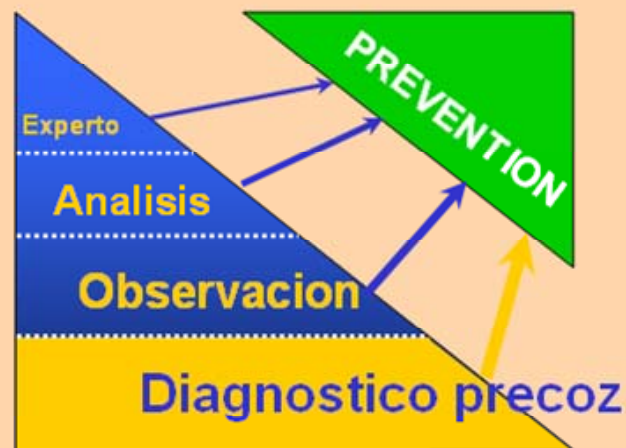 PREVENTION
Experto
Analisis
Observacion
Diagnostico precoz